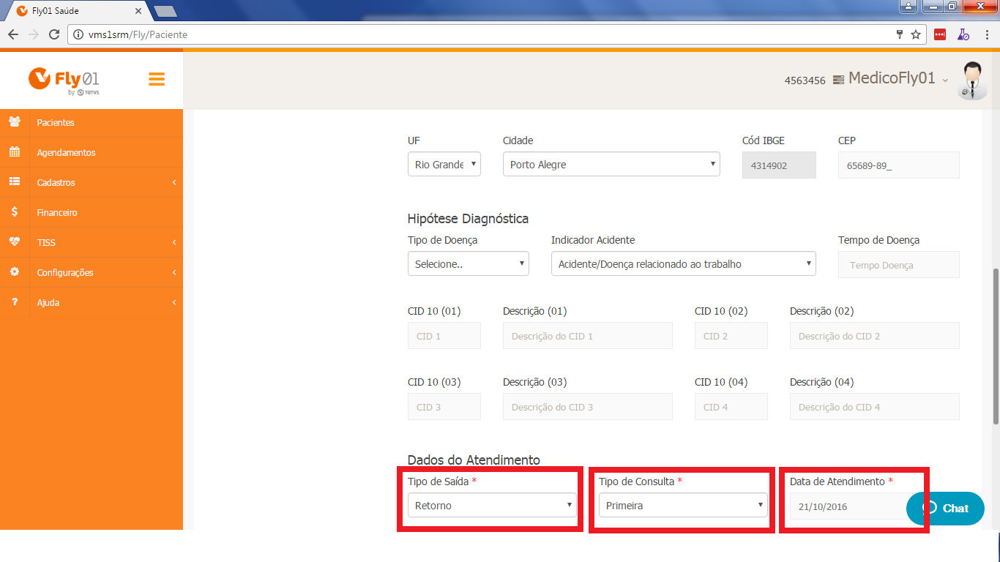 Fly01 Saúde
vms1srm/Fly/Paciente
Fly01
by TOTVS
4563456 MedicoFly01
Pacientes
Agendamentos
Cadastros
Financeiro
TISS
Configurações
Ajuda
UF Cidade Cód IBGE CEP
Rio Grande Porto Alegre 4314902 65689-89_
Hipótese Diagnóstica
Tipo de Doença Indicador Acidente Tempo de Doença
Selecione.. Acidente/Doença relacionado ao trabalho Tempo Doença
CID 10 (01) Descrição (01) CID 10 (02) Descrição (02)
CID 1 Descrição do CID 1 CID 2 Descrição do CID 2
CID 10 (03) Descrição (03) CID 10 (04) Descrição (04)
CID 3 Descrição do CID 3 CID 4 Descrição do CID 4
Dados do Atendimento
Tipo de Saída * Tipo de Consulta * Data de Atendimento *
Retorno Primeira 21/10/2016
Chat